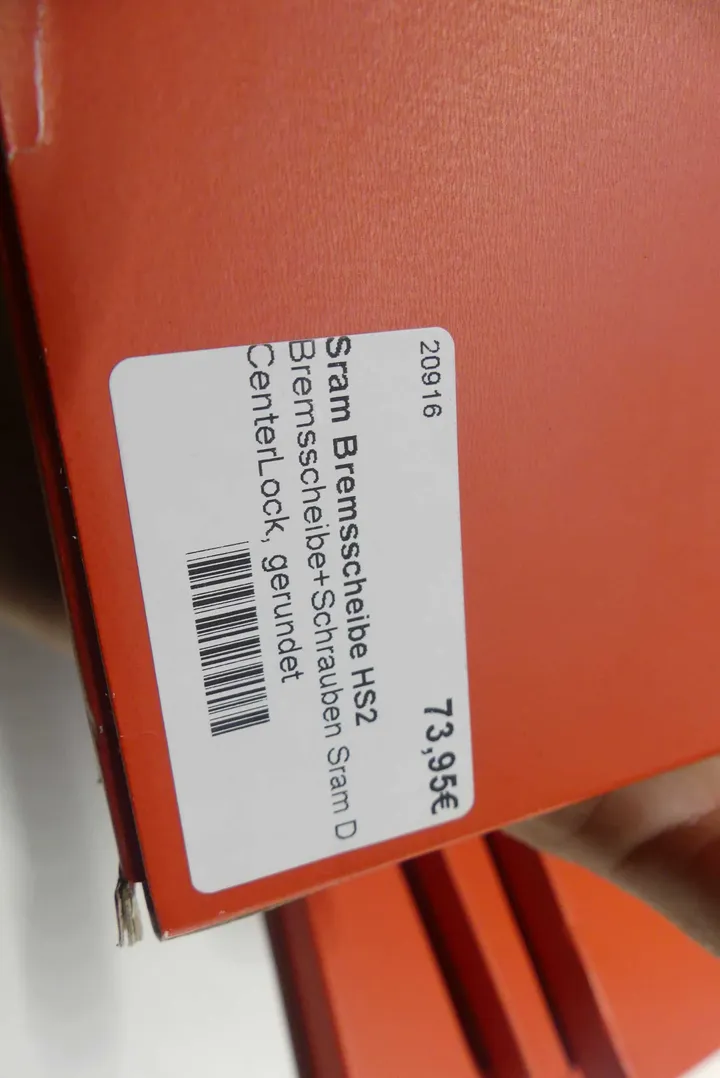 20916
73,95€
Sram Bremsscheibe HS2
Bremsscheibe+Schrauben Sram D
CenterLock, gerundet